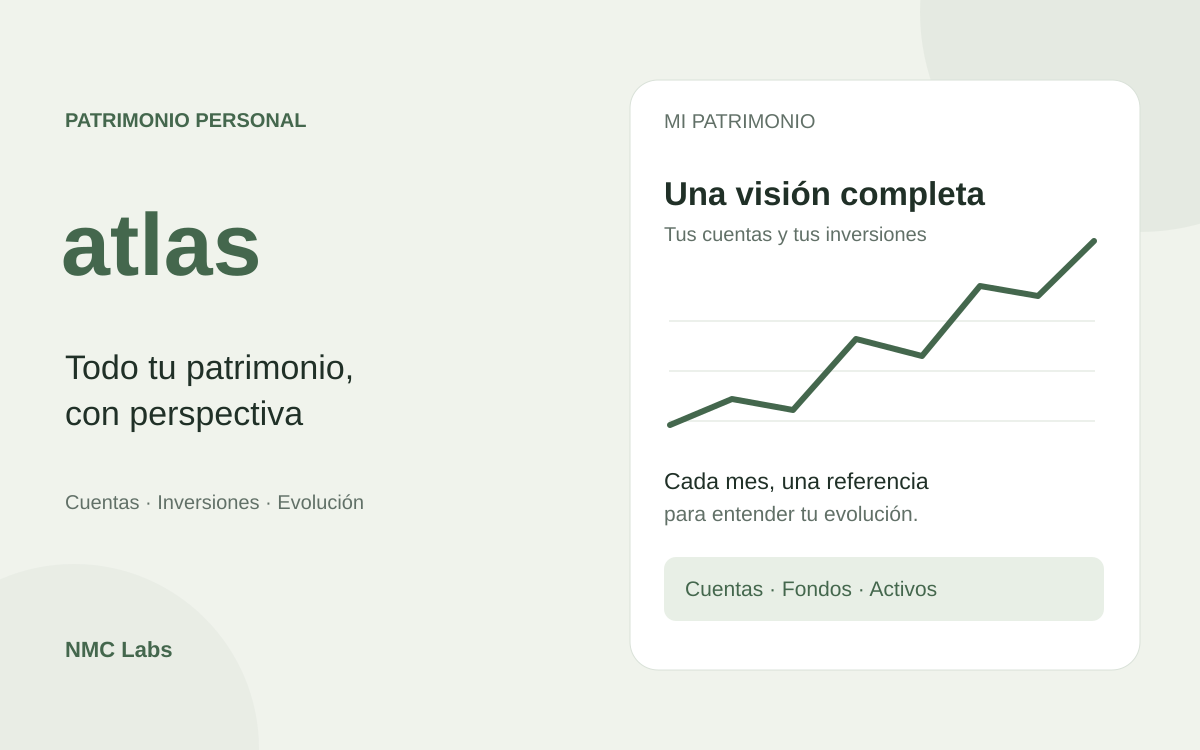 PATRIMONIO PERSONAL
atlas
Todo tu patrimonio,
con perspectiva
Cuentas · Inversiones · Evolución
NMC Labs
MI PATRIMONIO
Una visión completa
Tus cuentas y tus inversiones
Cada mes, una referencia
para entender tu evolución.
Cuentas · Fondos · Activos